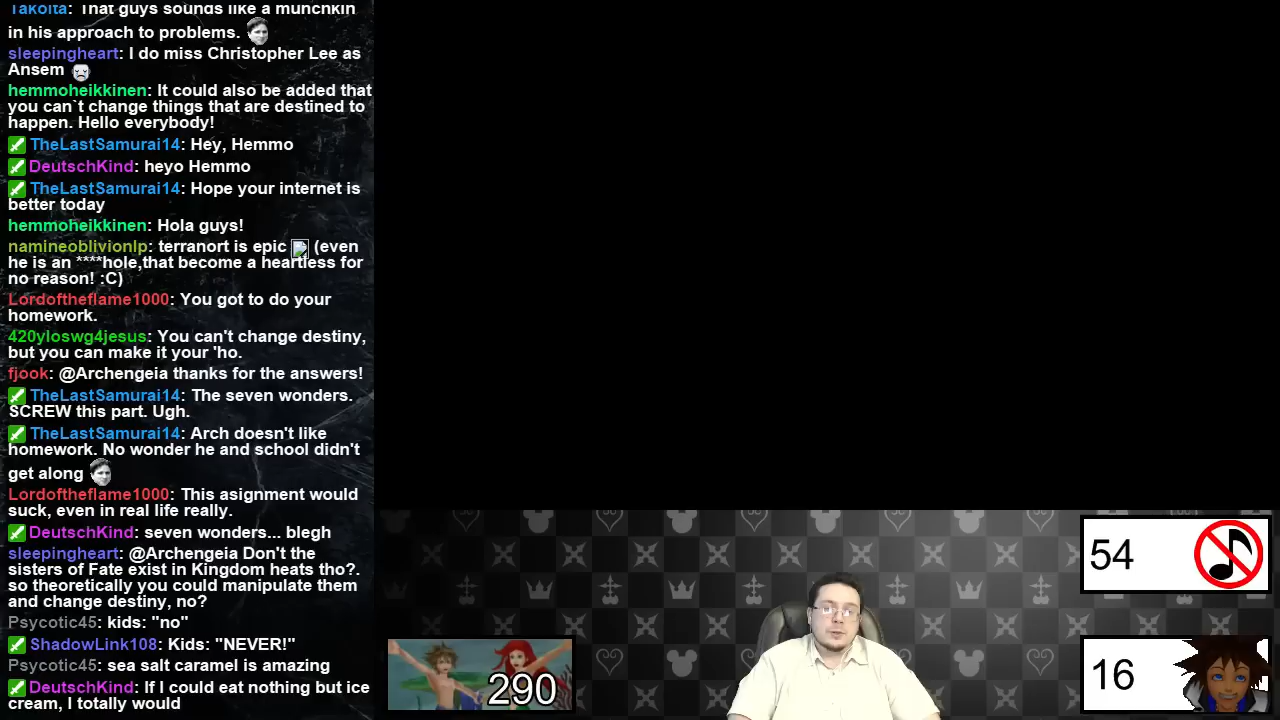 Takoita: That guys sounds like a munchkin
in his approach to problems.
sleepingheart: I do miss Christopher Lee as
Ansem
hemmoheikkinen: It could also be added that
you can`t change things that are destined to
happen. Hello everybody!
TheLastSamurai14: Hey, Hemmo
DeutschKind: heyo Hemmo
TheLastSamurai14: Hope your internet is
better today
hemmoheikkinen: Hola guys!
namineoblivionlp: terranort is epic (even
he is an ****hole,that become a heartless for
no reason! :C)
Lordoftheflame1000: You got to do your
homework.
420yloswg4jesus: You can't change destiny,
but you can make it your 'ho.
fjook: @Archengeia thanks for the answers!
TheLastSamurai14: The seven wonders.
SCREW this part. Ugh.
TheLastSamurai14: Arch doesn't like
homework. No wonder he and school didn't
get along
Lordoftheflame1000: This asignment would
suck, even in real life really.
DeutschKind: seven wonders... blegh
sleepingheart: @Archengeia Don't the
sisters of Fate exist in Kingdom heats tho?.
so theoretically you could manipulate them
and change destiny, no?
Psycotic45: kids: "no"
ShadowLink108: Kids: "NEVER!"
Psycotic45: sea salt caramel is amazing
DeutschKind: If I could eat nothing but ice
cream, I totally would
290
54
16